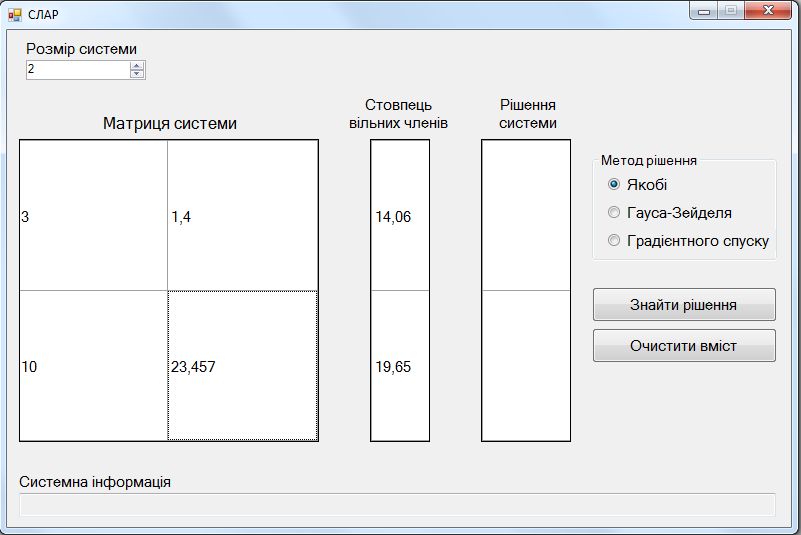 СЛАР
Розмір системи
2
Матриця системи
Стовпець
вільних членів
Рішення
системи
3
1,4
14,06
10
23,457
19,65
Метод рішення
Якобі
Гауса-Зейделя
Градієнтного спуску
Знайти рішення
Очистити вміст
Системна інформація